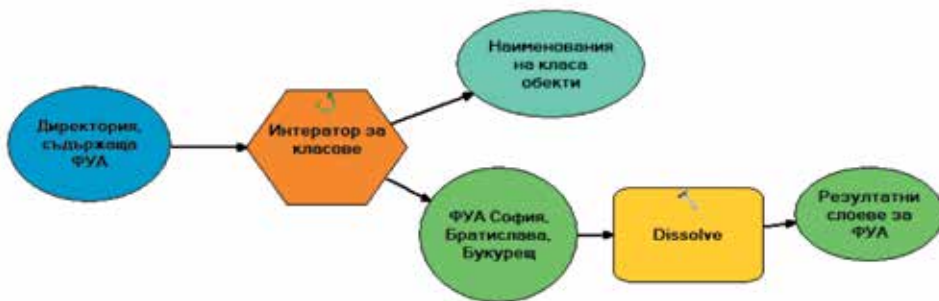 Директория,
съдържаща
ФУА
Интератор за
класове
Наименования
на класа
обекти
ФУА София,
Братислава,
Букурещ
Dissolve
Резултатни
слоеве за
ФУА